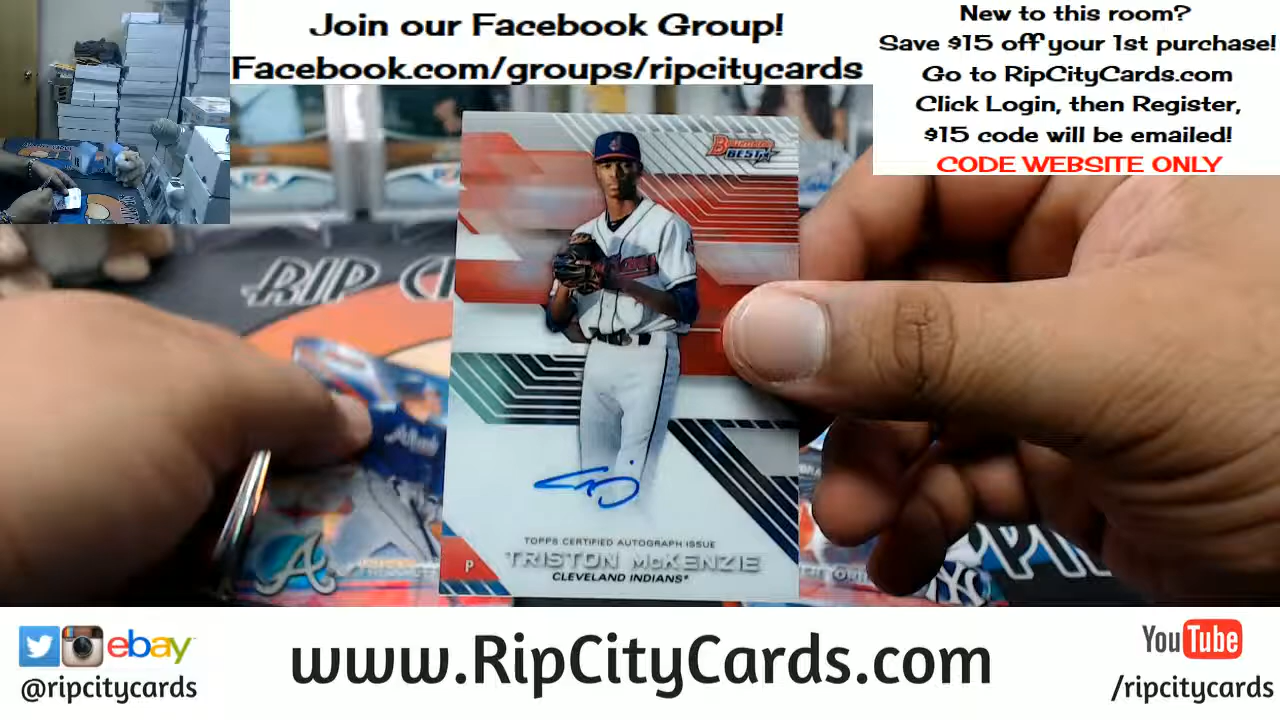 Join our Facebook Group!
Facebook.com/groups/ripcitycards
New to this room?
Save $15 off your 1st purchase!
Go to RipCityCards.com
Click Login, then Register,
$15 code will be emailed!
CODE WEBSITE ONLY
BOWMAN'S
BEST
RIP
TOPPS CERTIFIED AUTOGRAPH ISSUE
TRISTON McKENZIE
P
CLEVELAND INDIANS®
ebay
@ripcitycards
www.RipCityCards.com
YouTube
/ripcitycards